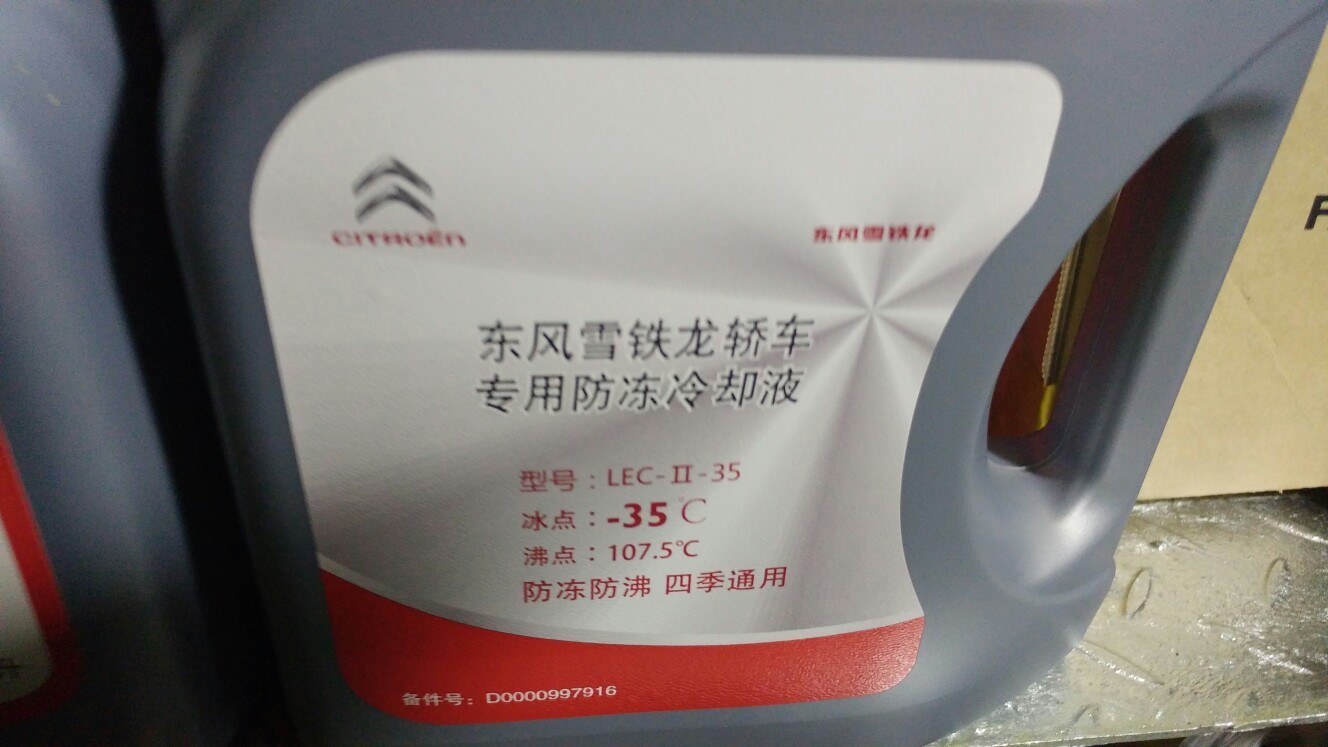 CITROËN
东风雪铁龙
东风雪铁龙轿车
专用防冻冷却液
型号：LEC-Ⅱ-35
冰点：-35℃
沸点：107.5℃
防冻防沸 四季通用
备件号：D0000997916
升
F